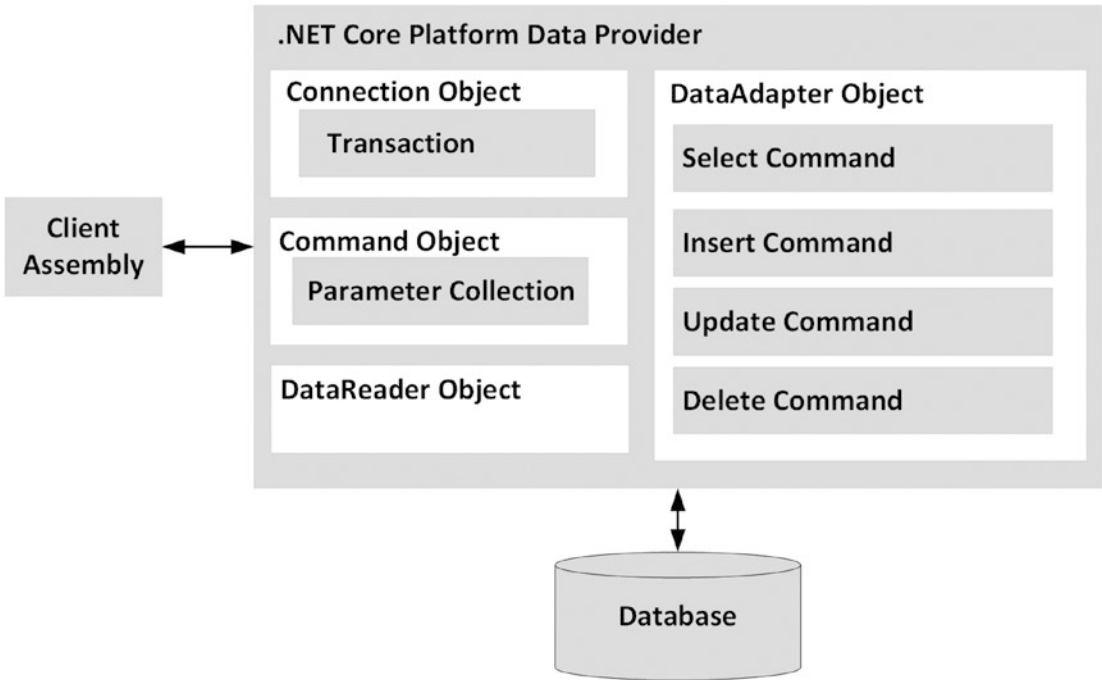 .NET Core Platform Data Provider
Connection Object
Transaction
Command Object
Parameter Collection
DataReader Object
DataAdapter Object
Select Command
Insert Command
Update Command
Delete Command
Client
Assembly
Database